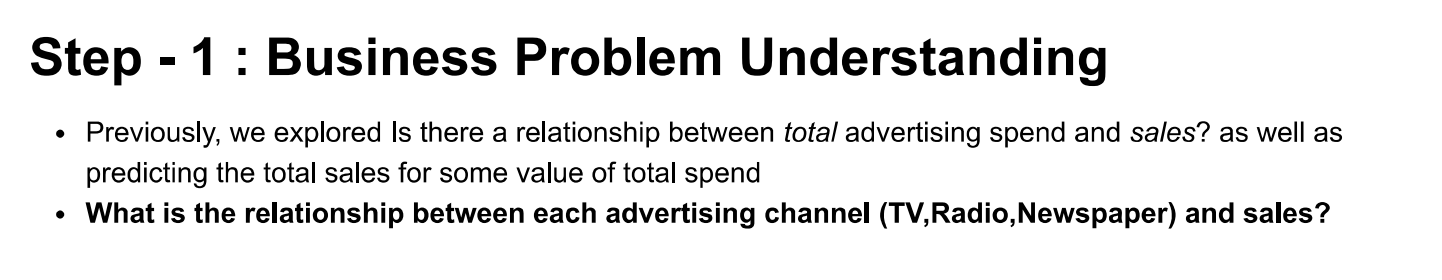 Step - 1 : Business Problem Understanding
• Previously, we explored Is there a relationship between total advertising spend and sales? as well as
predicting the total sales for some value of total spend
• What is the relationship between each advertising channel (TV,Radio,Newspaper) and sales?